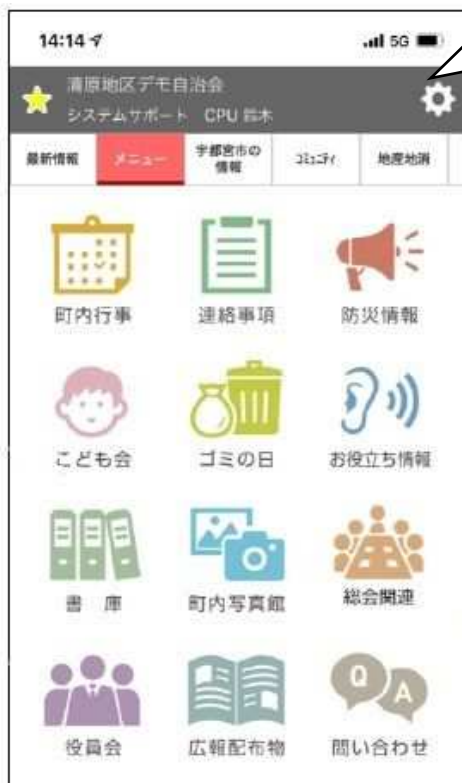 14:14
5G
清原地区デモ自治会
システムサポート CPU 鈴木
最新情報 メニュー 宇都宮市の情報 コミュニティ 地産地消
町内行事 連絡事項 防災情報
こども会 ゴミの日 お役立ち情報
書 庫 町内写真館 総会関連
Q A
役員会 広報配布物 問い合わせ